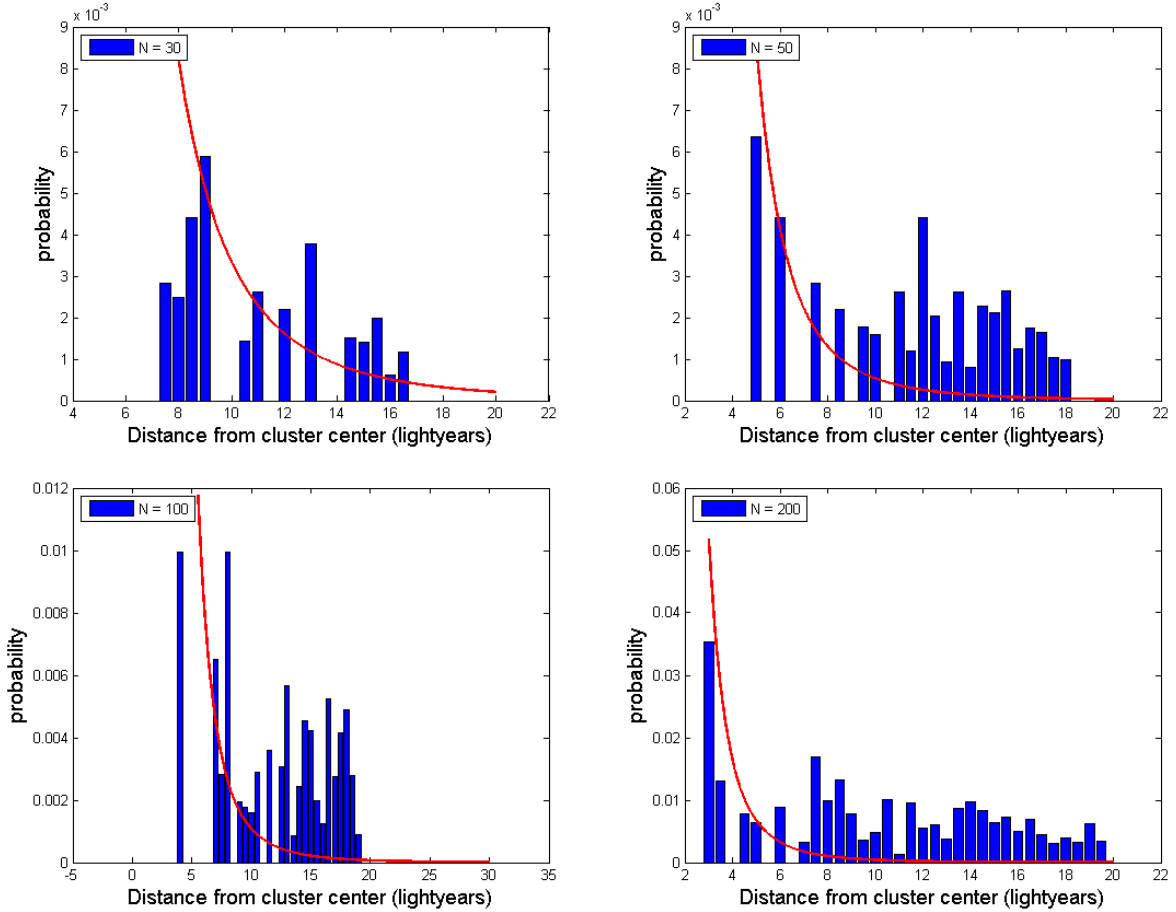 x 10⁻³
9
8
7
6
5
4
3
2
1
0
probability
N = 30
4 6 8 10 12 14 16 18 20 22
Distance from cluster center (lightyears)
x 10⁻³
9
8
7
6
5
4
3
2
1
0
probability
N = 50
2 4 6 8 10 12 14 16 18 20 22
Distance from cluster center (lightyears)
0.012
0.01
0.008
0.006
0.004
0.002
0
probability
N = 100
-5 0 5 10 15 20 25 30 35
Distance from cluster center (lightyears)
0.06
0.05
0.04
0.03
0.02
0.01
0
probability
N = 200
2 4 6 8 10 12 14 16 18 20 22
Distance from cluster center (lightyears)